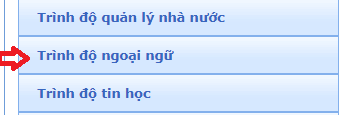 Trình độ quản lý nhà nước
Trình độ ngoại ngữ
Trình độ tin học